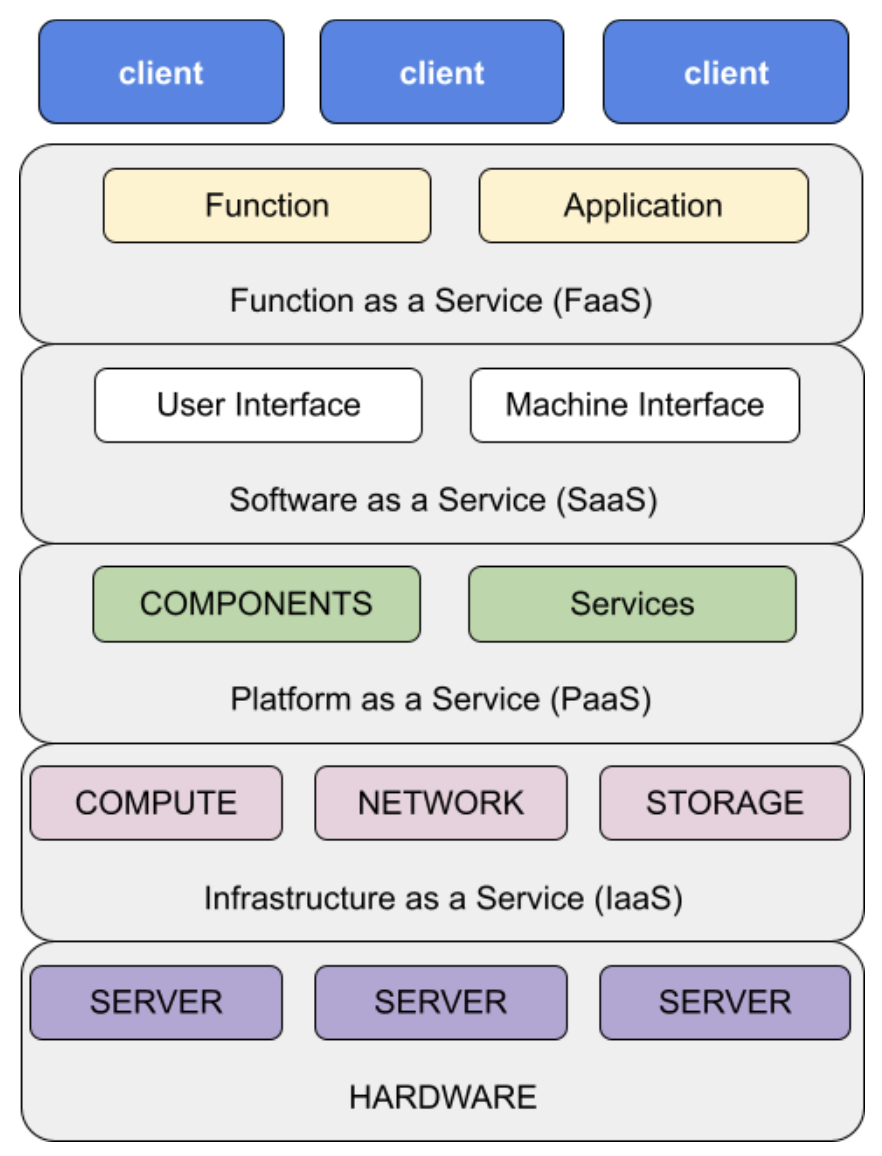 client client client
Function Application
Function as a Service (FaaS)
User Interface Machine Interface
Software as a Service (SaaS)
COMPONENTS Services
Platform as a Service (PaaS)
COMPUTE NETWORK STORAGE
Infrastructure as a Service (IaaS)
SERVER SERVER SERVER
HARDWARE